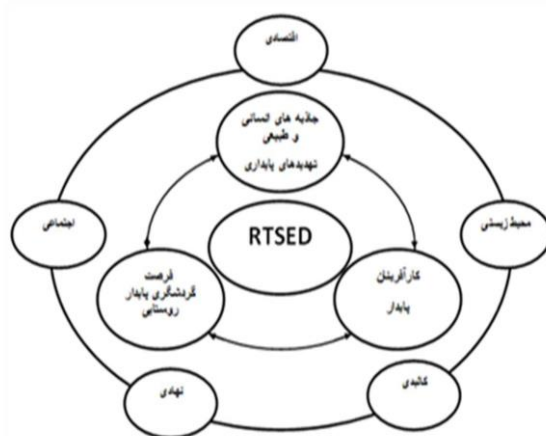 اقتصادی
جاذبه های انسانی
و طبیعی
تهدیدهای پایداری
اجتماعی
محیط زیستی
RTSED
فرصت
گردشگری پایدار
روستایی
کارآفرینان
پایدار
نهادی
کالبدی